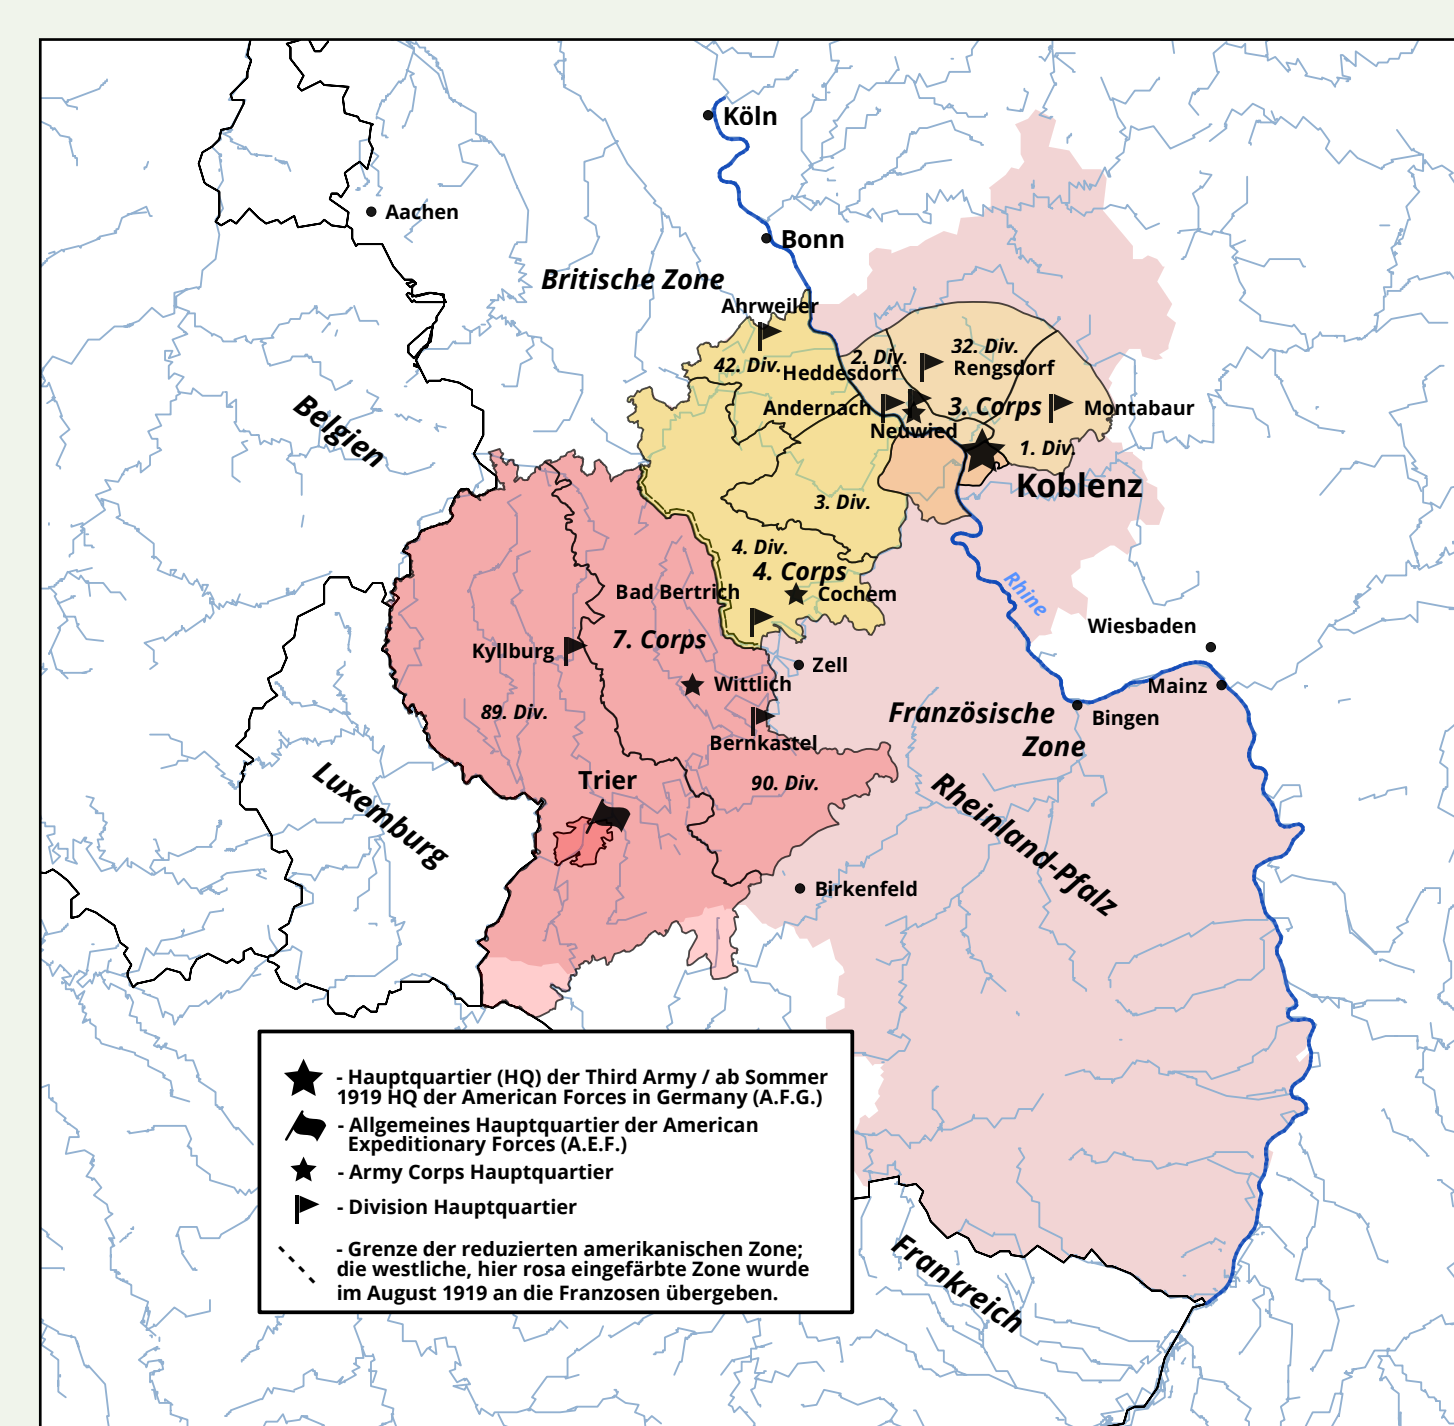 Köln
Aachen
Bonn
Britische Zone
Ahrweiler
2. Div.
32. Div.
42. Div.
Heddesdorf
Rengsdorf
Andernach
3. Corps
Montabaur
Belgien
Neuwied
1. Div.
Koblenz
3. Div.
4. Div.
4. Corps
Bad Bertrich
Cochem
Rhine
Wiesbaden
7. Corps
Kyllburg
Zell
Wittlich
Mainz
89. Div.
Französische
Zone
Bingen
Bernkastel
Trier
90. Div.
Luxemburg
Rheinland-Pfalz
Birkenfeld
- Hauptquartier (HQ) der Third Army / ab Sommer
1919 HQ der American Forces in Germany (A.F.G.)
- Allgemeines Hauptquartier der American
Expeditionary Forces (A.E.F.)
- Army Corps Hauptquartier
- Division Hauptquartier
- Grenze der reduzierten amerikanischen Zone;
die westliche, hier rosa eingefärbte Zone wurde
im August 1919 an die Franzosen übergeben.
Frankreich